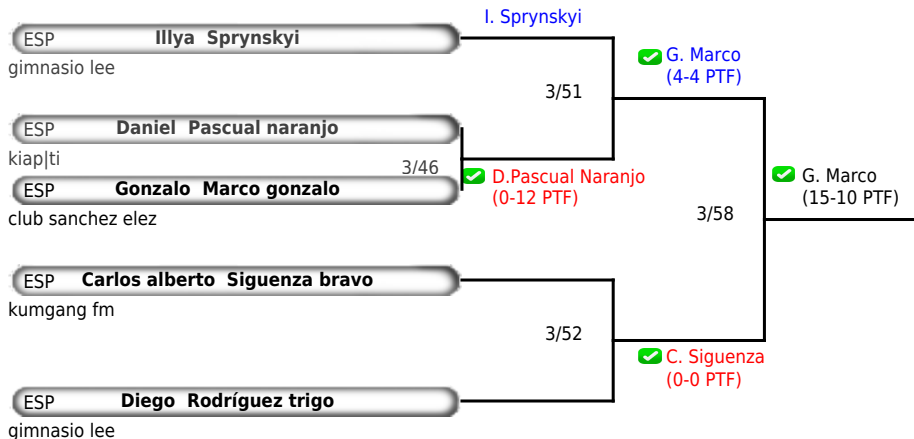 I. Sprynskyi
ESP Illya Sprynskyi
gimnasio lee
G. Marco
(4-4 PTF)
3/51
ESP Daniel Pascual naranjo
kiap|ti
3/46
D.Pascual Naranjo
(0-12 PTF)
G. Marco
(15-10 PTF)
ESP Gonzalo Marco gonzalo
club sanchez elez
3/58
ESP Carlos alberto Siguenza bravo
kumgang fm
3/52
C. Siguenza
(0-0 PTF)
ESP Diego Rodríguez trigo
gimnasio lee